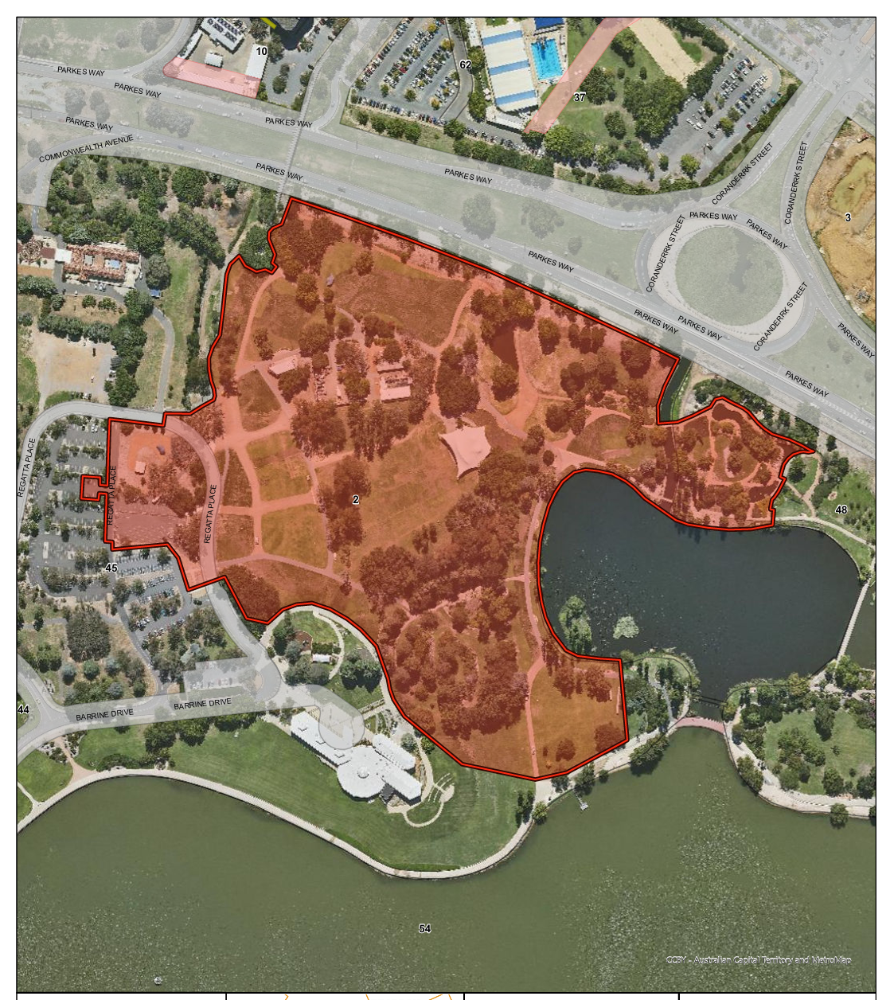 10
62
37
PARKES WAY
PARKES WAY
PARKES WAY
PARKES WAY
COMMONWEALTH AVENUE
PARKES WAY
PARKES WAY
CORANDERRK STREET
CORANDERRK STREET
3
PARKES WAY
PARKES WAY
CORANDERRK STREET
PARKES WAY
PARKES WAY
PARKES WAY
CORANDERRK STREET
PARKES WAY
PARKES WAY
REGATTA PLACE
REGATTA PLACE
REGATTA PLACE
2
48
45
44
BARRINE DRIVE
BARRINE DRIVE
54
CCBY - Australian Capital Territory and MetroMap